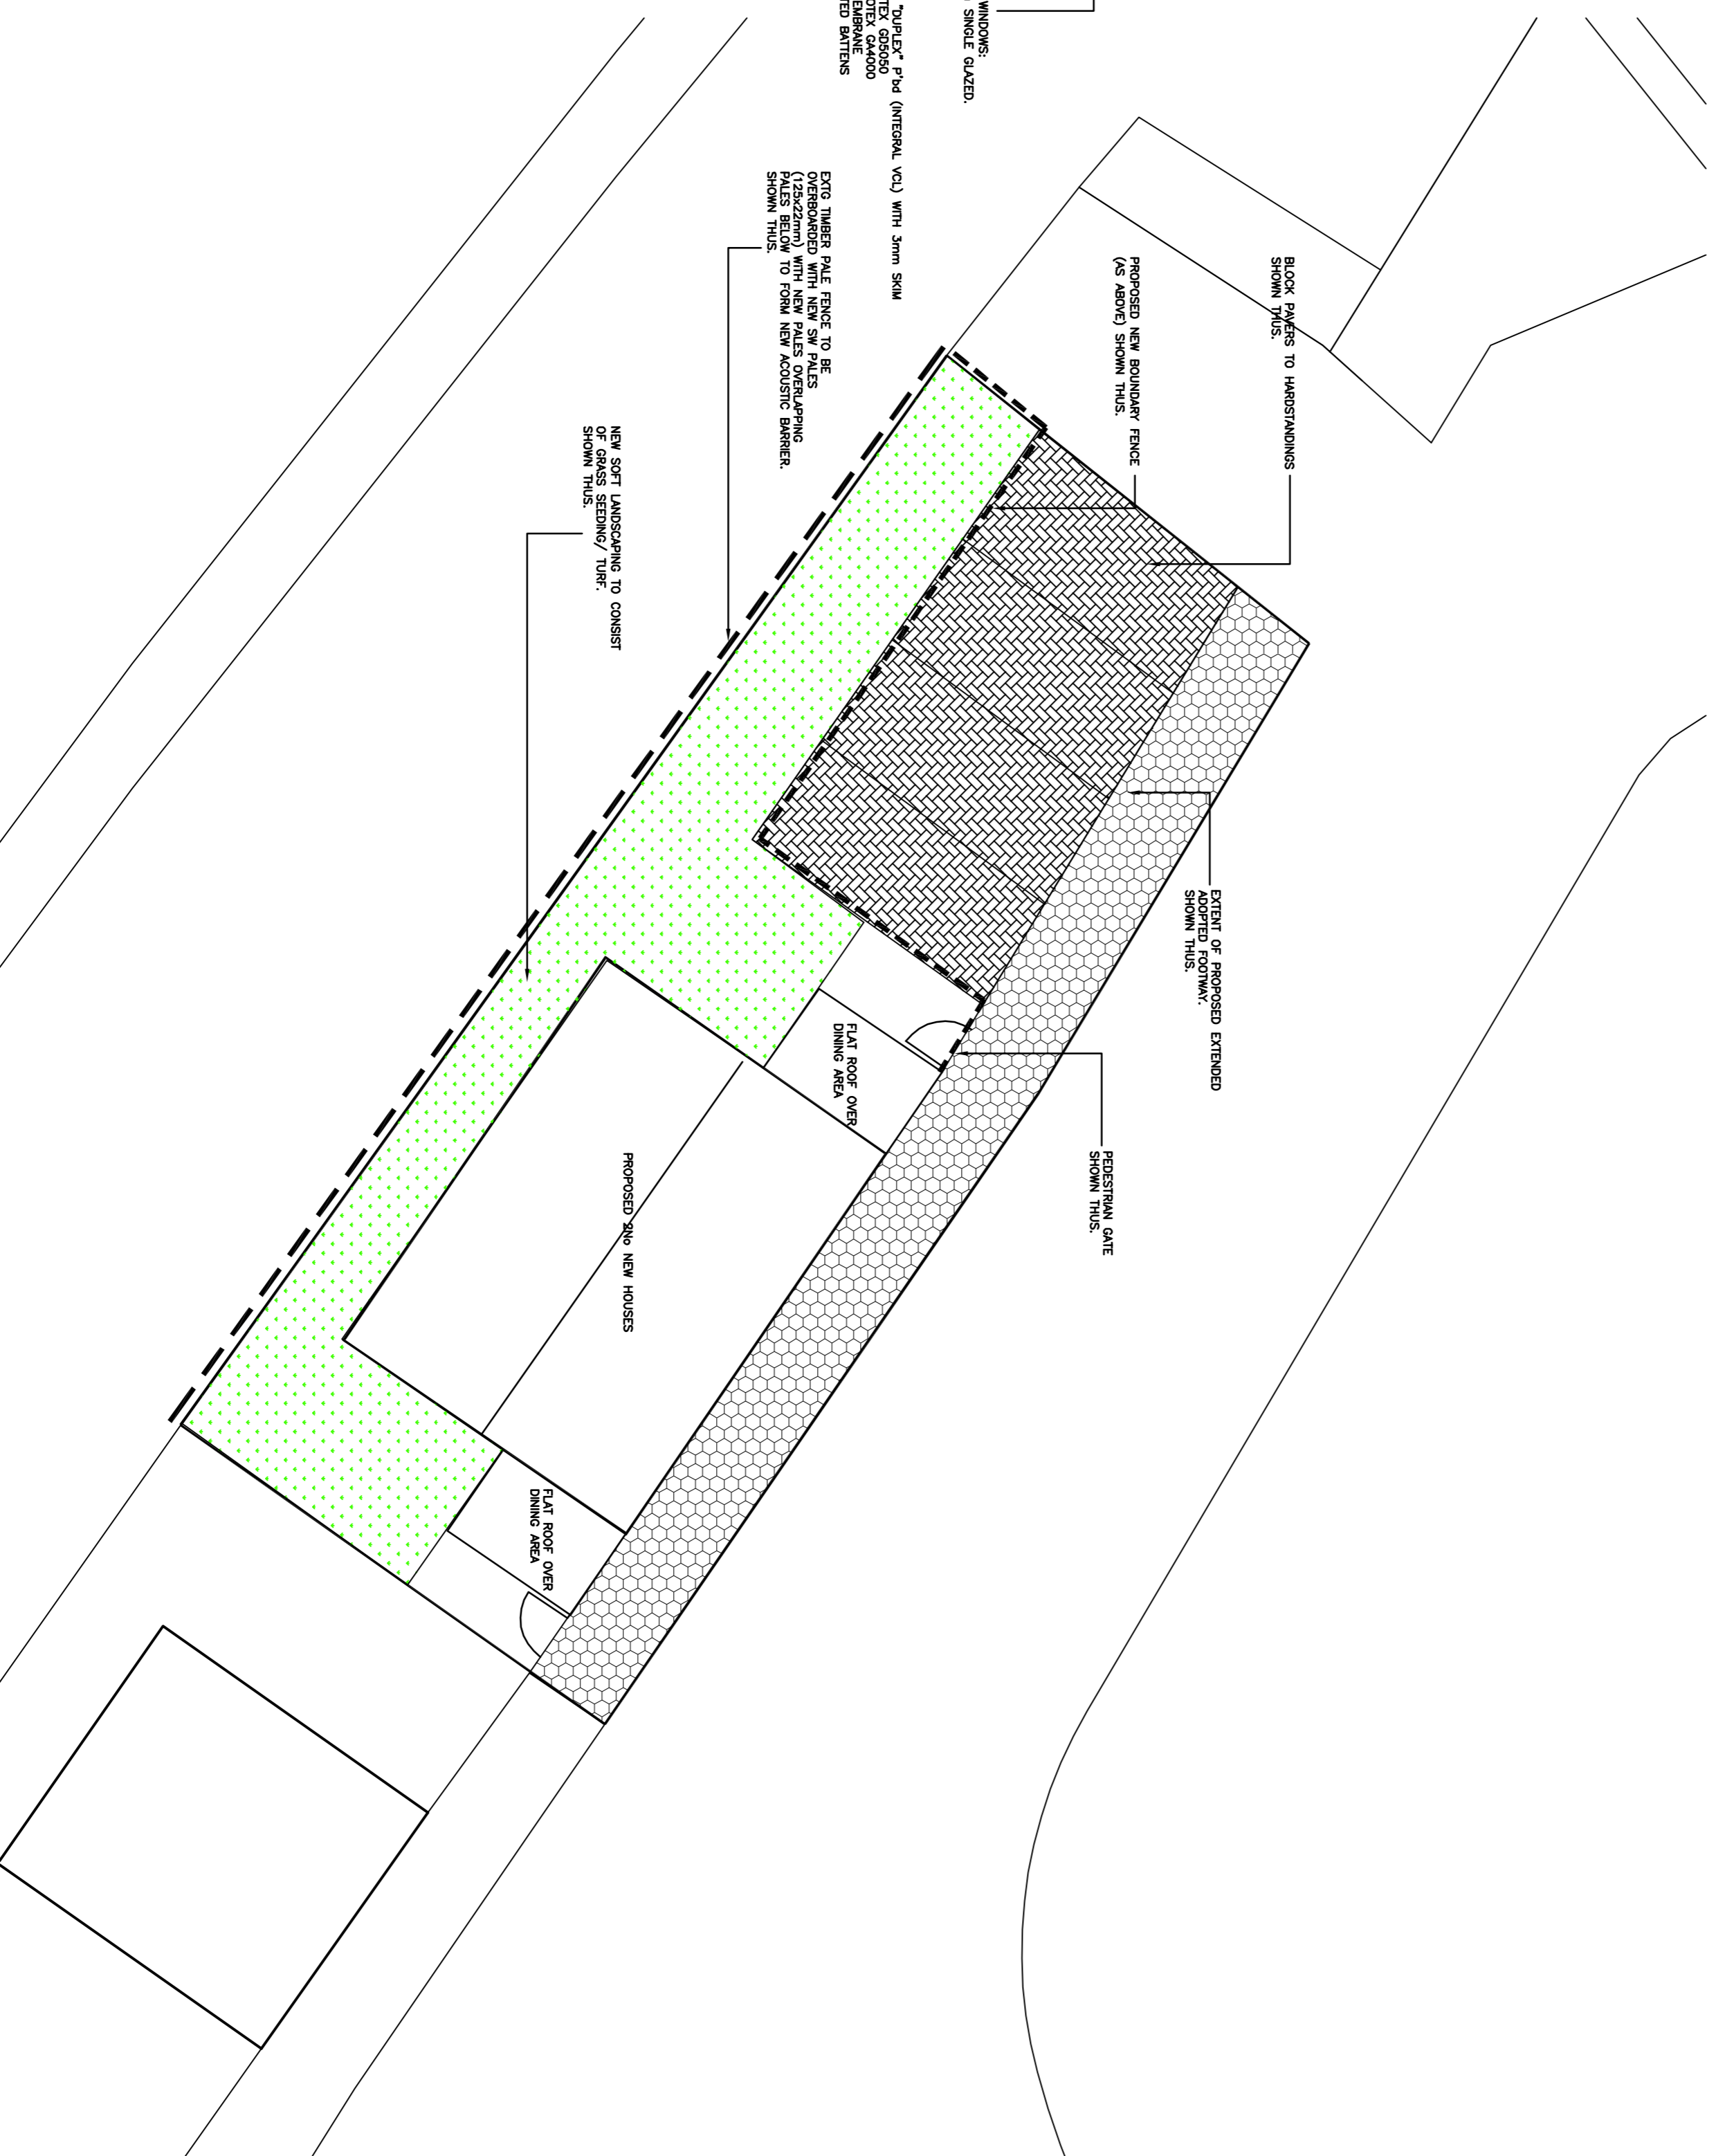 WINDOWS:
SINGLE GLAZED.
"DUPLEX" P'bd (INTEGRAL VCL) WITH 3mm SKIM
TEX GD5050
OTEX GA4000
EMBRANE
TED BATTENS
BLOCK PAVERS TO HARDSTANDINGS
SHOWN THUS.
PROPOSED NEW BOUNDARY FENCE
(AS ABOVE) SHOWN THUS.
EXTG TIMBER PALE FENCE TO BE
OVERBOARDED WITH NEW SW PALES
(125x22mm) WITH NEW PALES OVERLAPPING
PALES BELOW TO FORM NEW ACOUSTIC BARRIER.
SHOWN THUS.
NEW SOFT LANDSCAPING TO CONSIST
OF GRASS SEEDING/ TURF.
SHOWN THUS.
EXTENT OF PROPOSED EXTENDED
ADOPTED FOOTWAY.
SHOWN THUS.
PEDESTRIAN GATE
SHOWN THUS.
FLAT ROOF OVER
DINING AREA
PROPOSED 2No NEW HOUSES
FLAT ROOF OVER
DINING AREA